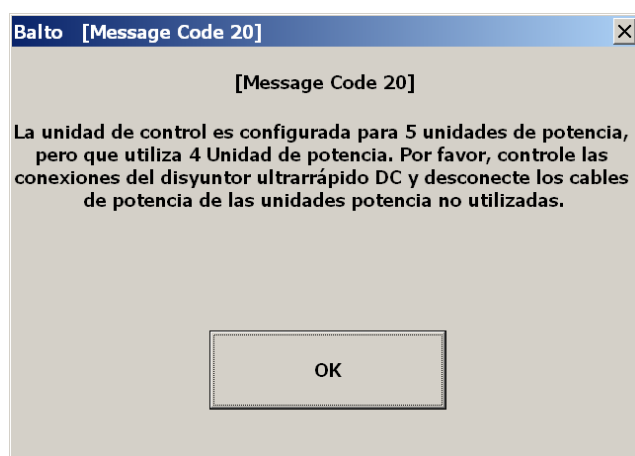 Balto [Message Code 20]
[Message Code 20]
La unidad de control es configurada para 5 unidades de potencia,
pero que utiliza 4 Unidad de potencia. Por favor, controle las
conexiones del disyuntor ultrarrápido DC y desconecte los cables
de potencia de las unidades potencia no utilizadas.
OK